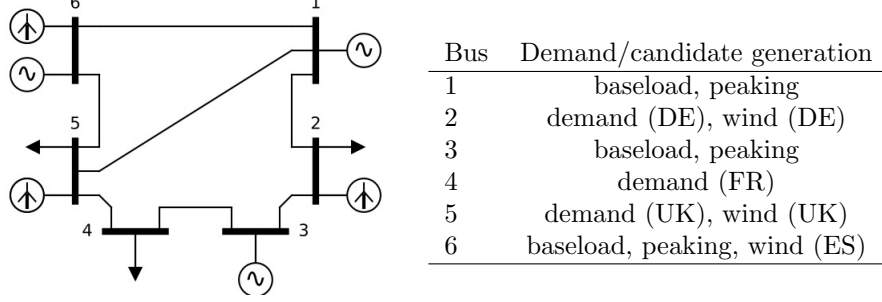 6
1
5
2
4
3
Bus Demand/candidate generation
1 baseload, peaking
2 demand (DE), wind (DE)
3 baseload, peaking
4 demand (FR)
5 demand (UK), wind (UK)
6 baseload, peaking, wind (ES)